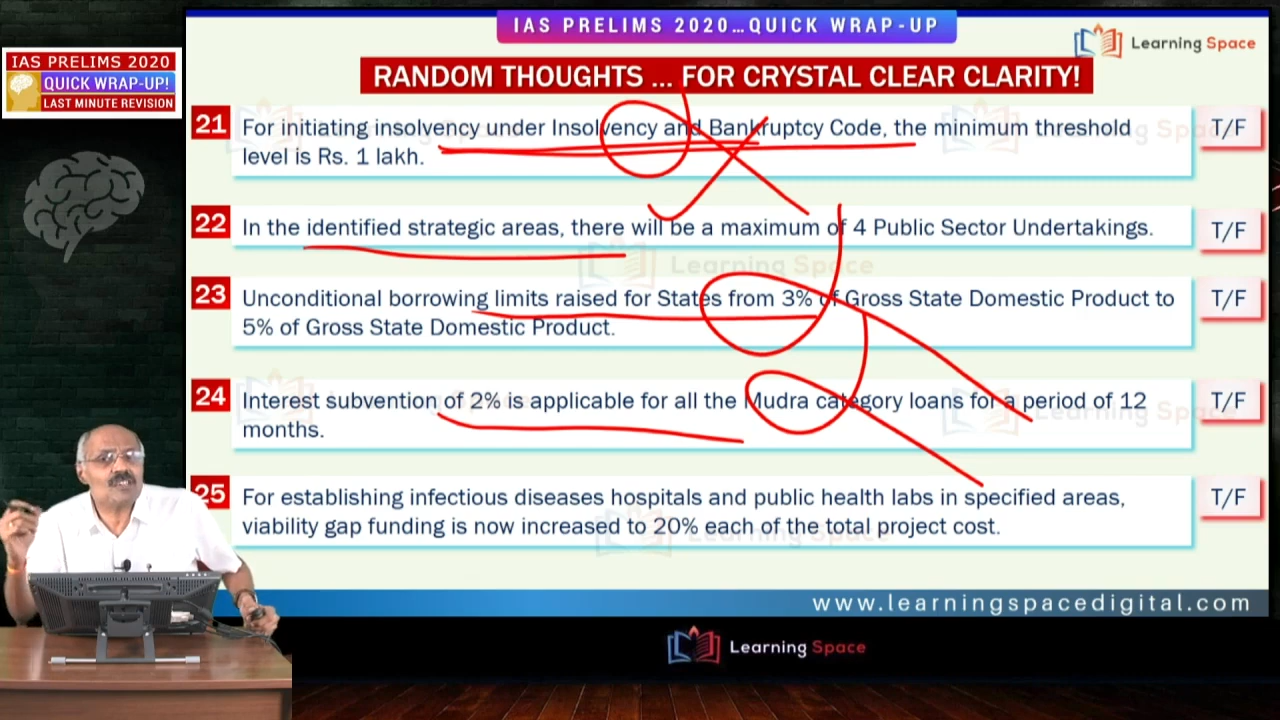 IAS PRELIMS 2020...QUICK WRAP-UP
Learning Space
IAS PRELIMS 2020
QUICK WRAP-UP!
LAST MINUTE REVISION
RANDOM THOUGHTS ... FOR CRYSTAL CLEAR CLARITY!
21 For initiating insolvency under Insolvency and Bankruptcy Code, the minimum threshold T/F
level is Rs. 1 lakh.
22 In the identified strategic areas, there will be a maximum of 4 Public Sector Undertakings. T/F
23 Unconditional borrowing limits raised for States from 3% of Gross State Domestic Product to T/F
5% of Gross State Domestic Product.
24 Interest subvention of 2% is applicable for all the Mudra category loans for a period of 12 T/F
months.
25 For establishing infectious diseases hospitals and public health labs in specified areas, T/F
viability gap funding is now increased to 20% each of the total project cost.
www.learningspacedigital.com
Learning Space